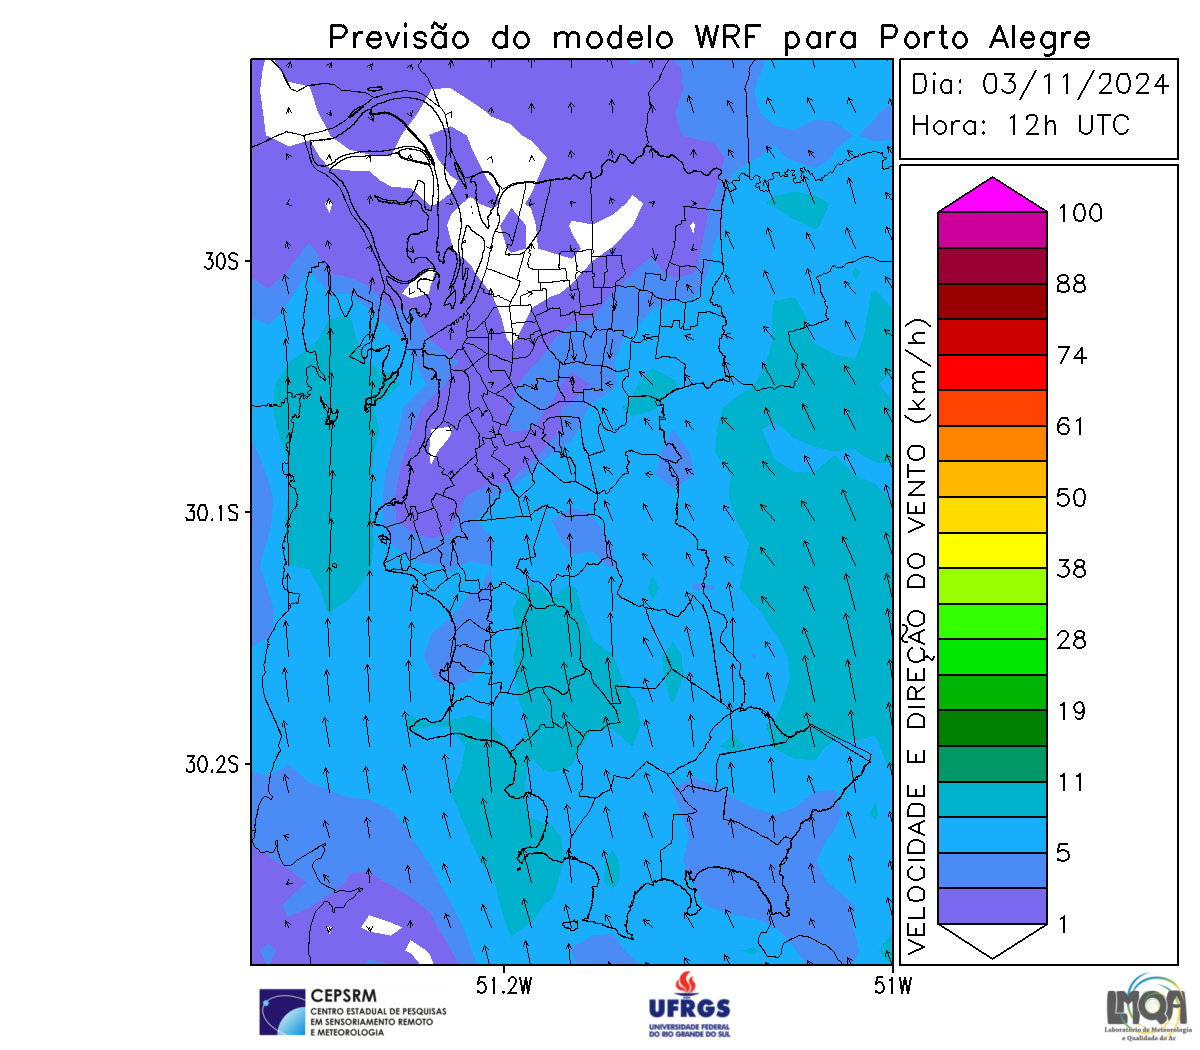 Previsão do modelo WRF para Porto Alegre
Dia: 03/11/2024
Hora: 12h UTC
30S
30.1S
30.2S
51.2W
51W
VELOCIDADE E DIREÇÃO DO VENTO (km/h)
100
88
74
61
50
38
28
19
11
5
1
CEPSRM
CENTRO ESTADUAL DE PESQUISAS
EM SENSORIAMENTO REMOTO
E METEOROLOGIA
UFRGS
UNIVERSIDADE FEDERAL
DO RIO GRANDE DO SUL
LMQA
Laboratório de Meteorologia
e Qualidade do Ar